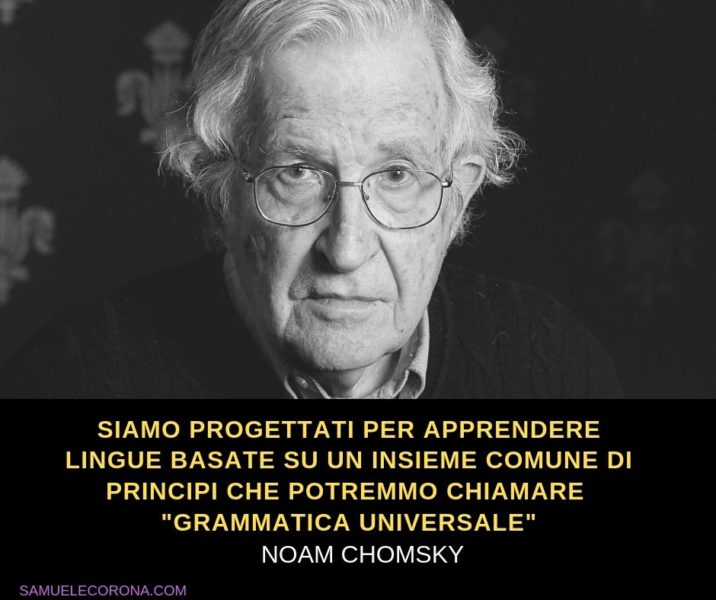 SIAMO PROGETTATI PER APPRENDERE
LINGUE BASATE SU UN INSIEME COMUNE DI
PRINCIPI CHE POTREMMO CHIAMARE
"GRAMMATICA UNIVERSALE"
NOAM CHOMSKY
SAMUELECORONA.COM